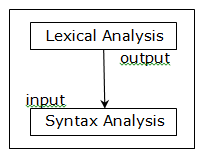 Lexical Analysis
output
input
Syntax Analysis